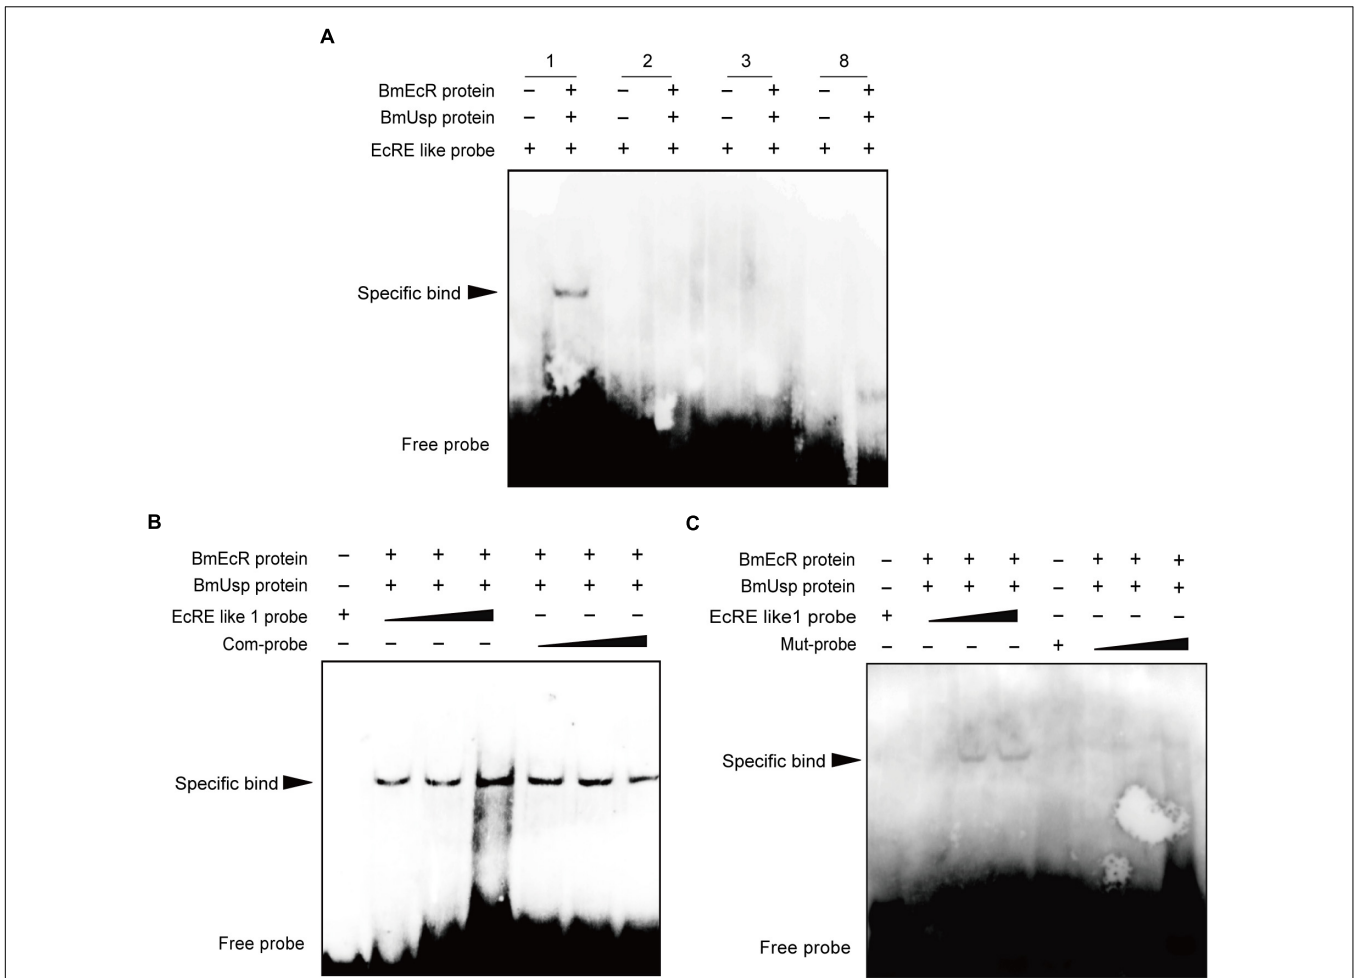 A
1 2 3 8
BmEcR protein – + – + – + – +
BmUsp protein – + – + – + – +
EcRE like probe + + + + + + + +
Specific bind
Free probe
B
BmEcR protein – + + + + + +
BmUsp protein – + + + + + +
EcRE like 1 probe + – – –
Com-probe – – – –
Specific bind
Free probe
C
BmEcR protein – + + + – + + +
BmUsp protein – + + + – + + +
EcRE like1 probe + – – – –
Mut-probe – – – – +
Specific bind
Free probe